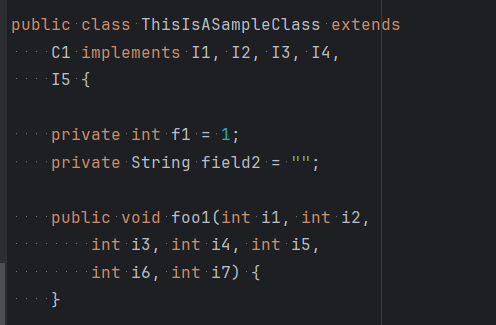 public class ThisIsASampleClass extends
    C1 implements I1, I2, I3, I4,
    I5 {

    private int f1 = 1;
    private String field2 = "";

    public void foo1(int i1, int i2,
        int i3, int i4, int i5,
        int i6, int i7) {
    }